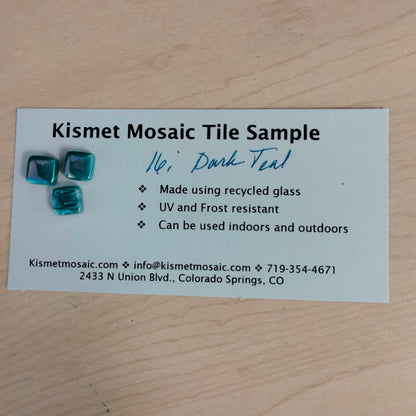 Kismet Mosaic Tile Sample
16; Dark Teal
❖ Made using recycled glass
❖ UV and Frost resistant
❖ Can be used indoors and outdoors
Kismetmosaic.com ❖ info@kismetmosaic.com ❖ 719-354-4671
2433 N Union Blvd., Colorado Springs, CO